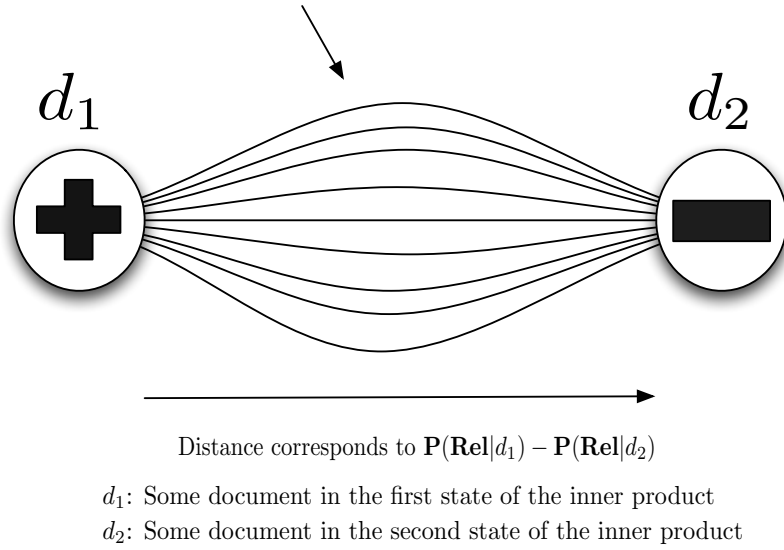 d₁ d₂
Distance corresponds to P(Rel|d₁) – P(Rel|d₂)
d₁: Some document in the first state of the inner product
d₂: Some document in the second state of the inner product